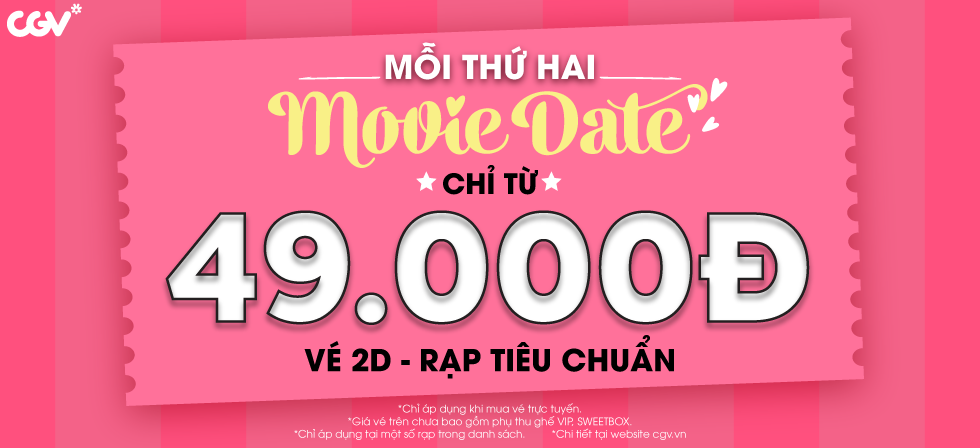 CGV*
MỖI THỨ HAI
Movie Date
CHỈ TỪ
49.000Đ
VÉ 2D - RẠP TIÊU CHUẨN
*Chỉ áp dụng khi mua vé trực tuyến.
*Giá vé trên chưa bao gồm phụ thu ghế VIP, SWEETBOX.
*Chỉ áp dụng tại một số rạp trong danh sách. *Chi tiết tại website cgv.vn